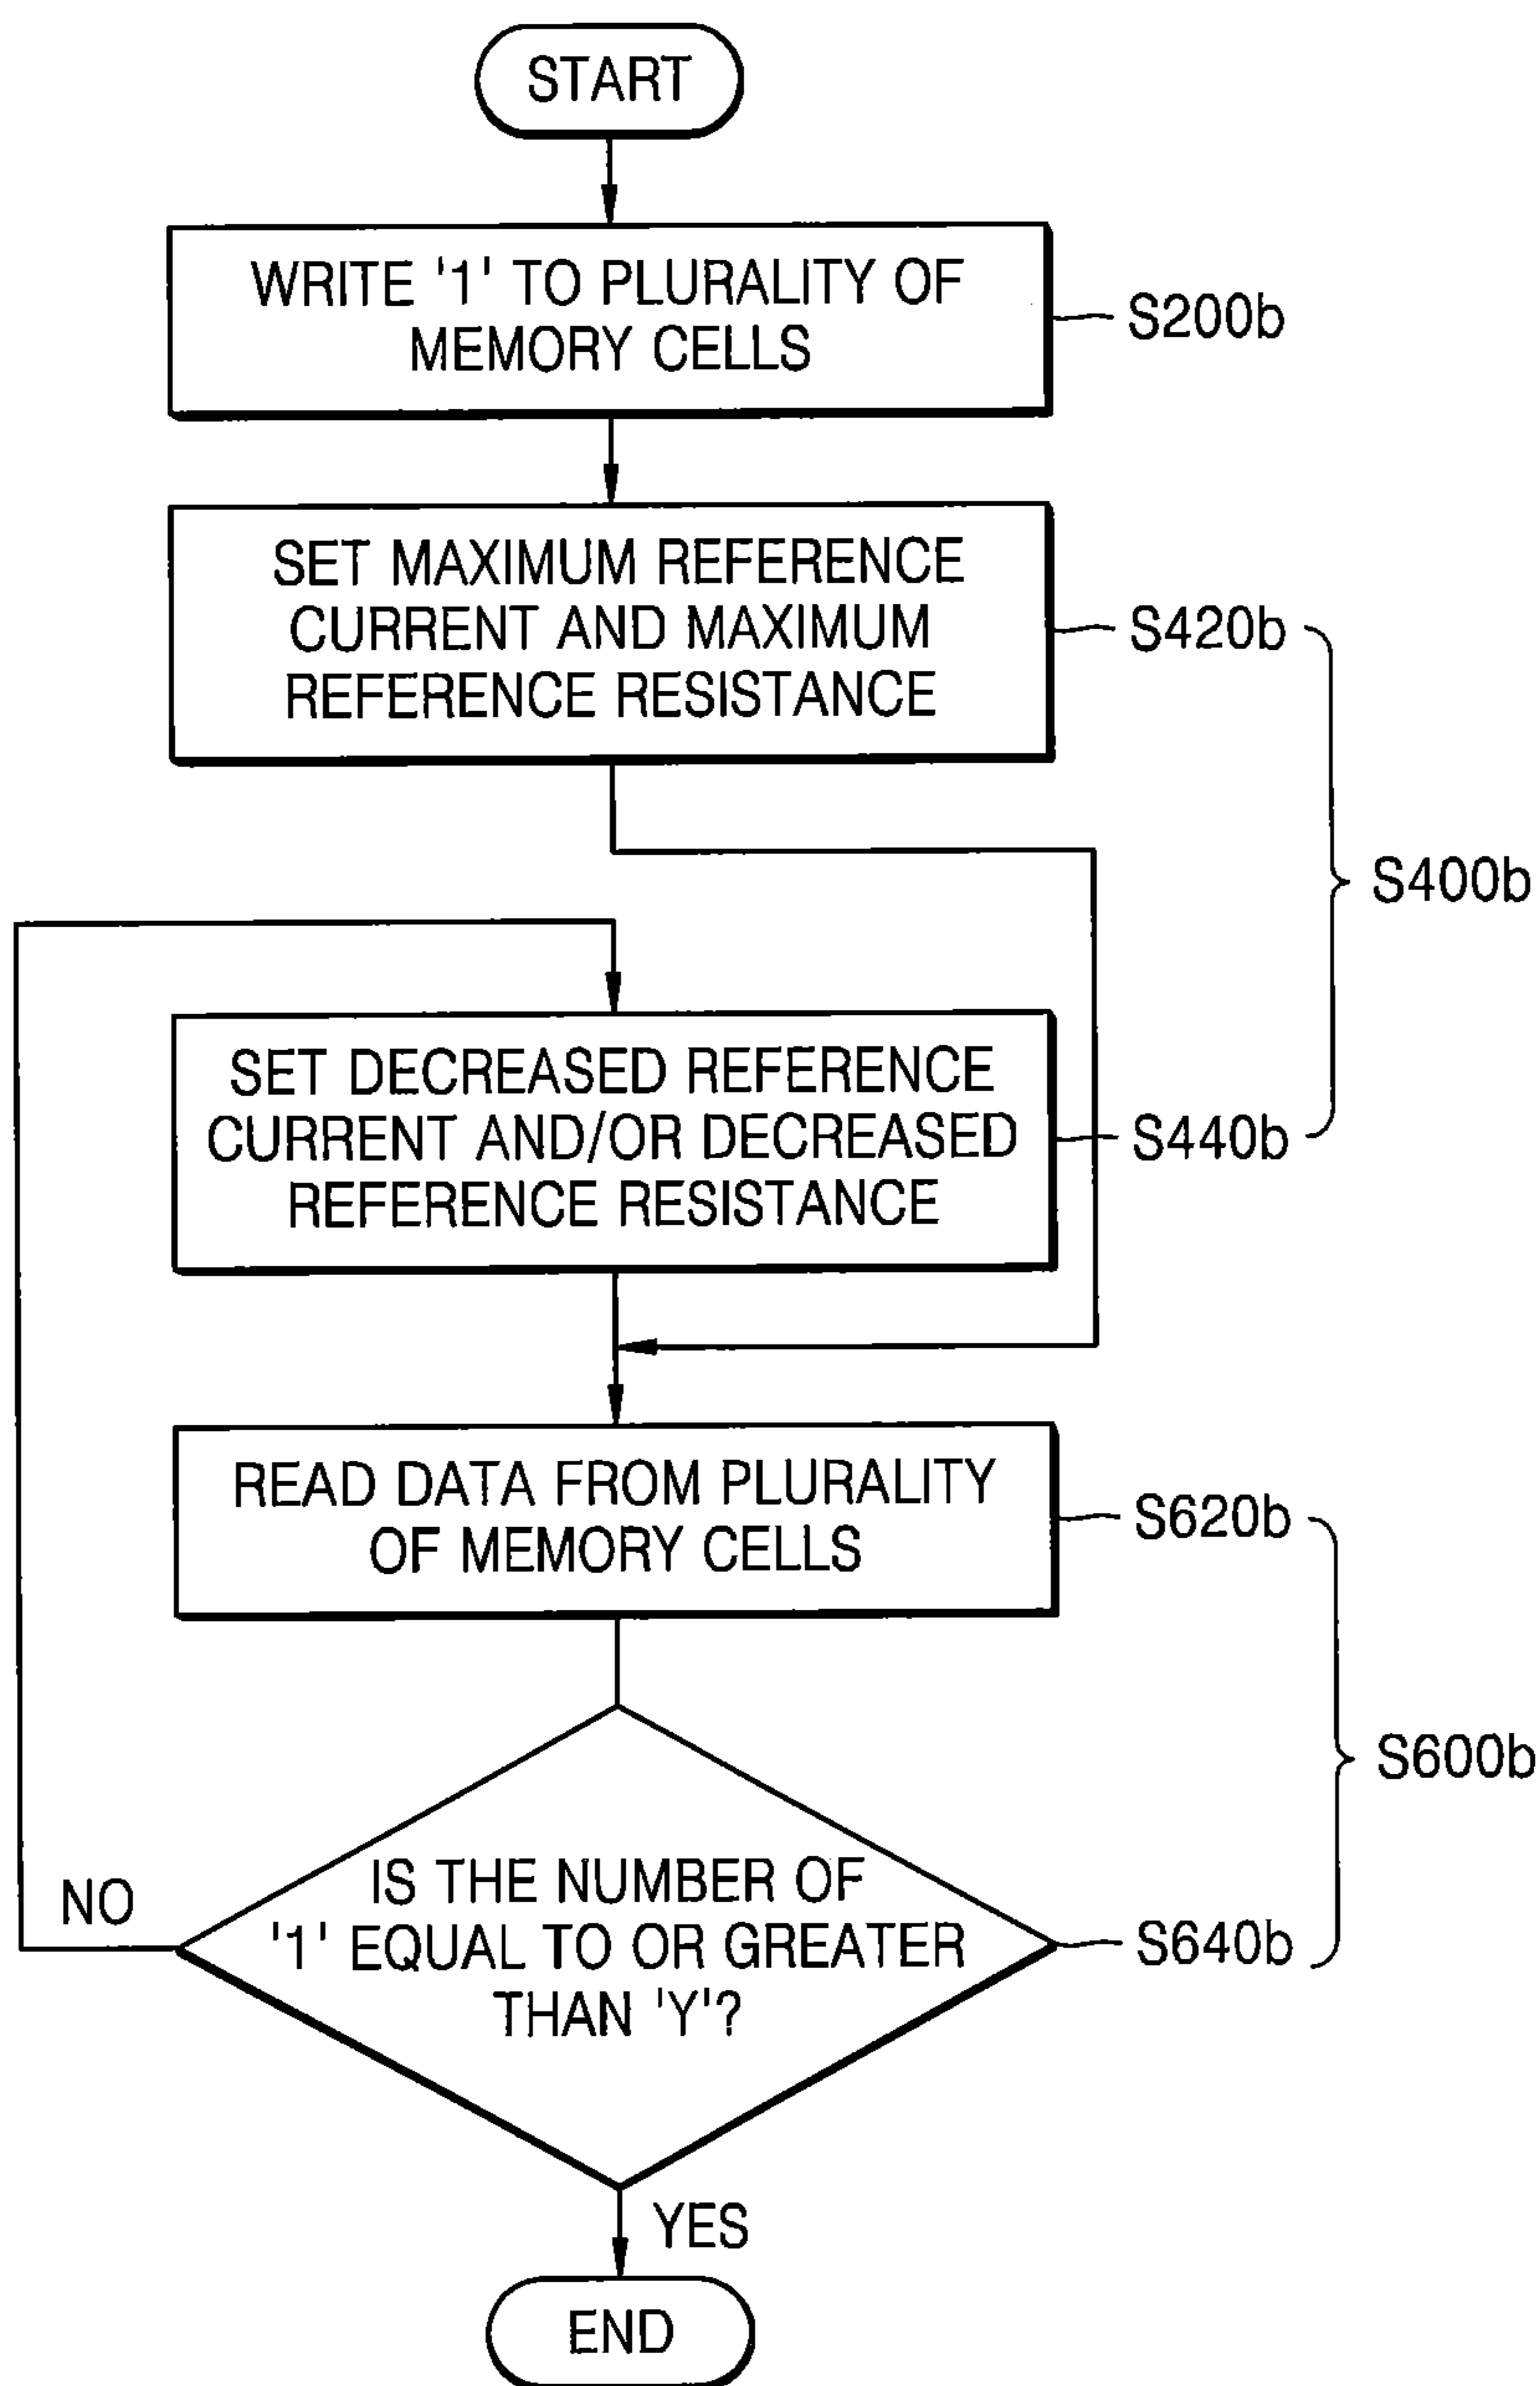 START
WRITE '1' TO PLURALITY OF
MEMORY CELLS
S200b
SET MAXIMUM REFERENCE
CURRENT AND MAXIMUM
REFERENCE RESISTANCE
S420b
S400b
SET DECREASED REFERENCE
CURRENT AND/OR DECREASED
REFERENCE RESISTANCE
S440b
READ DATA FROM PLURALITY
OF MEMORY CELLS
S620b
S600b
IS THE NUMBER OF
'1' EQUAL TO OR GREATER
THAN 'Y'?
S640b
NO
YES
END